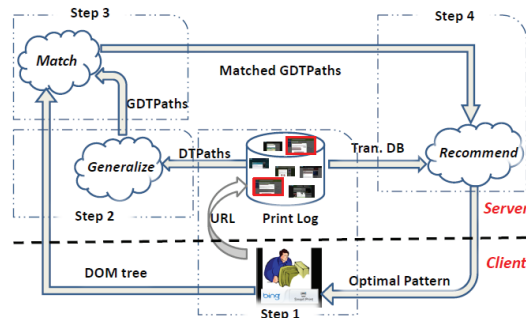 Step 3
Step 4
Match
Matched GDTPaths
GDTPaths
Generalize
DTPaths
Tran. DB
Recommend
Step 2
URL
Print Log
Server
Client
DOM tree
bing
Optimal Pattern
Step 1